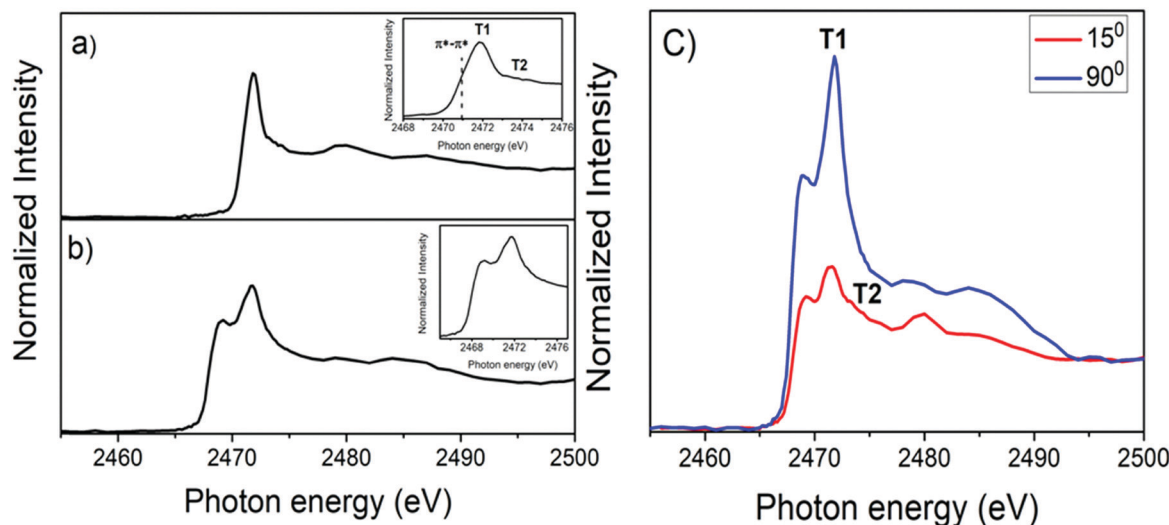 a)
Normalized Intensity
π*-π*
T1
T2
2468 2470 2472 2474 2476
Photon energy (eV)
b)
Normalized Intensity
2468 2472 2476
Photon energy (eV)
Normalized Intensity
2460 2470 2480 2490 2500
Photon energy (eV)
C)
T1
15⁰
90⁰
T2
Normalized Intensity
2460 2470 2480 2490 2500
Photon energy (eV)